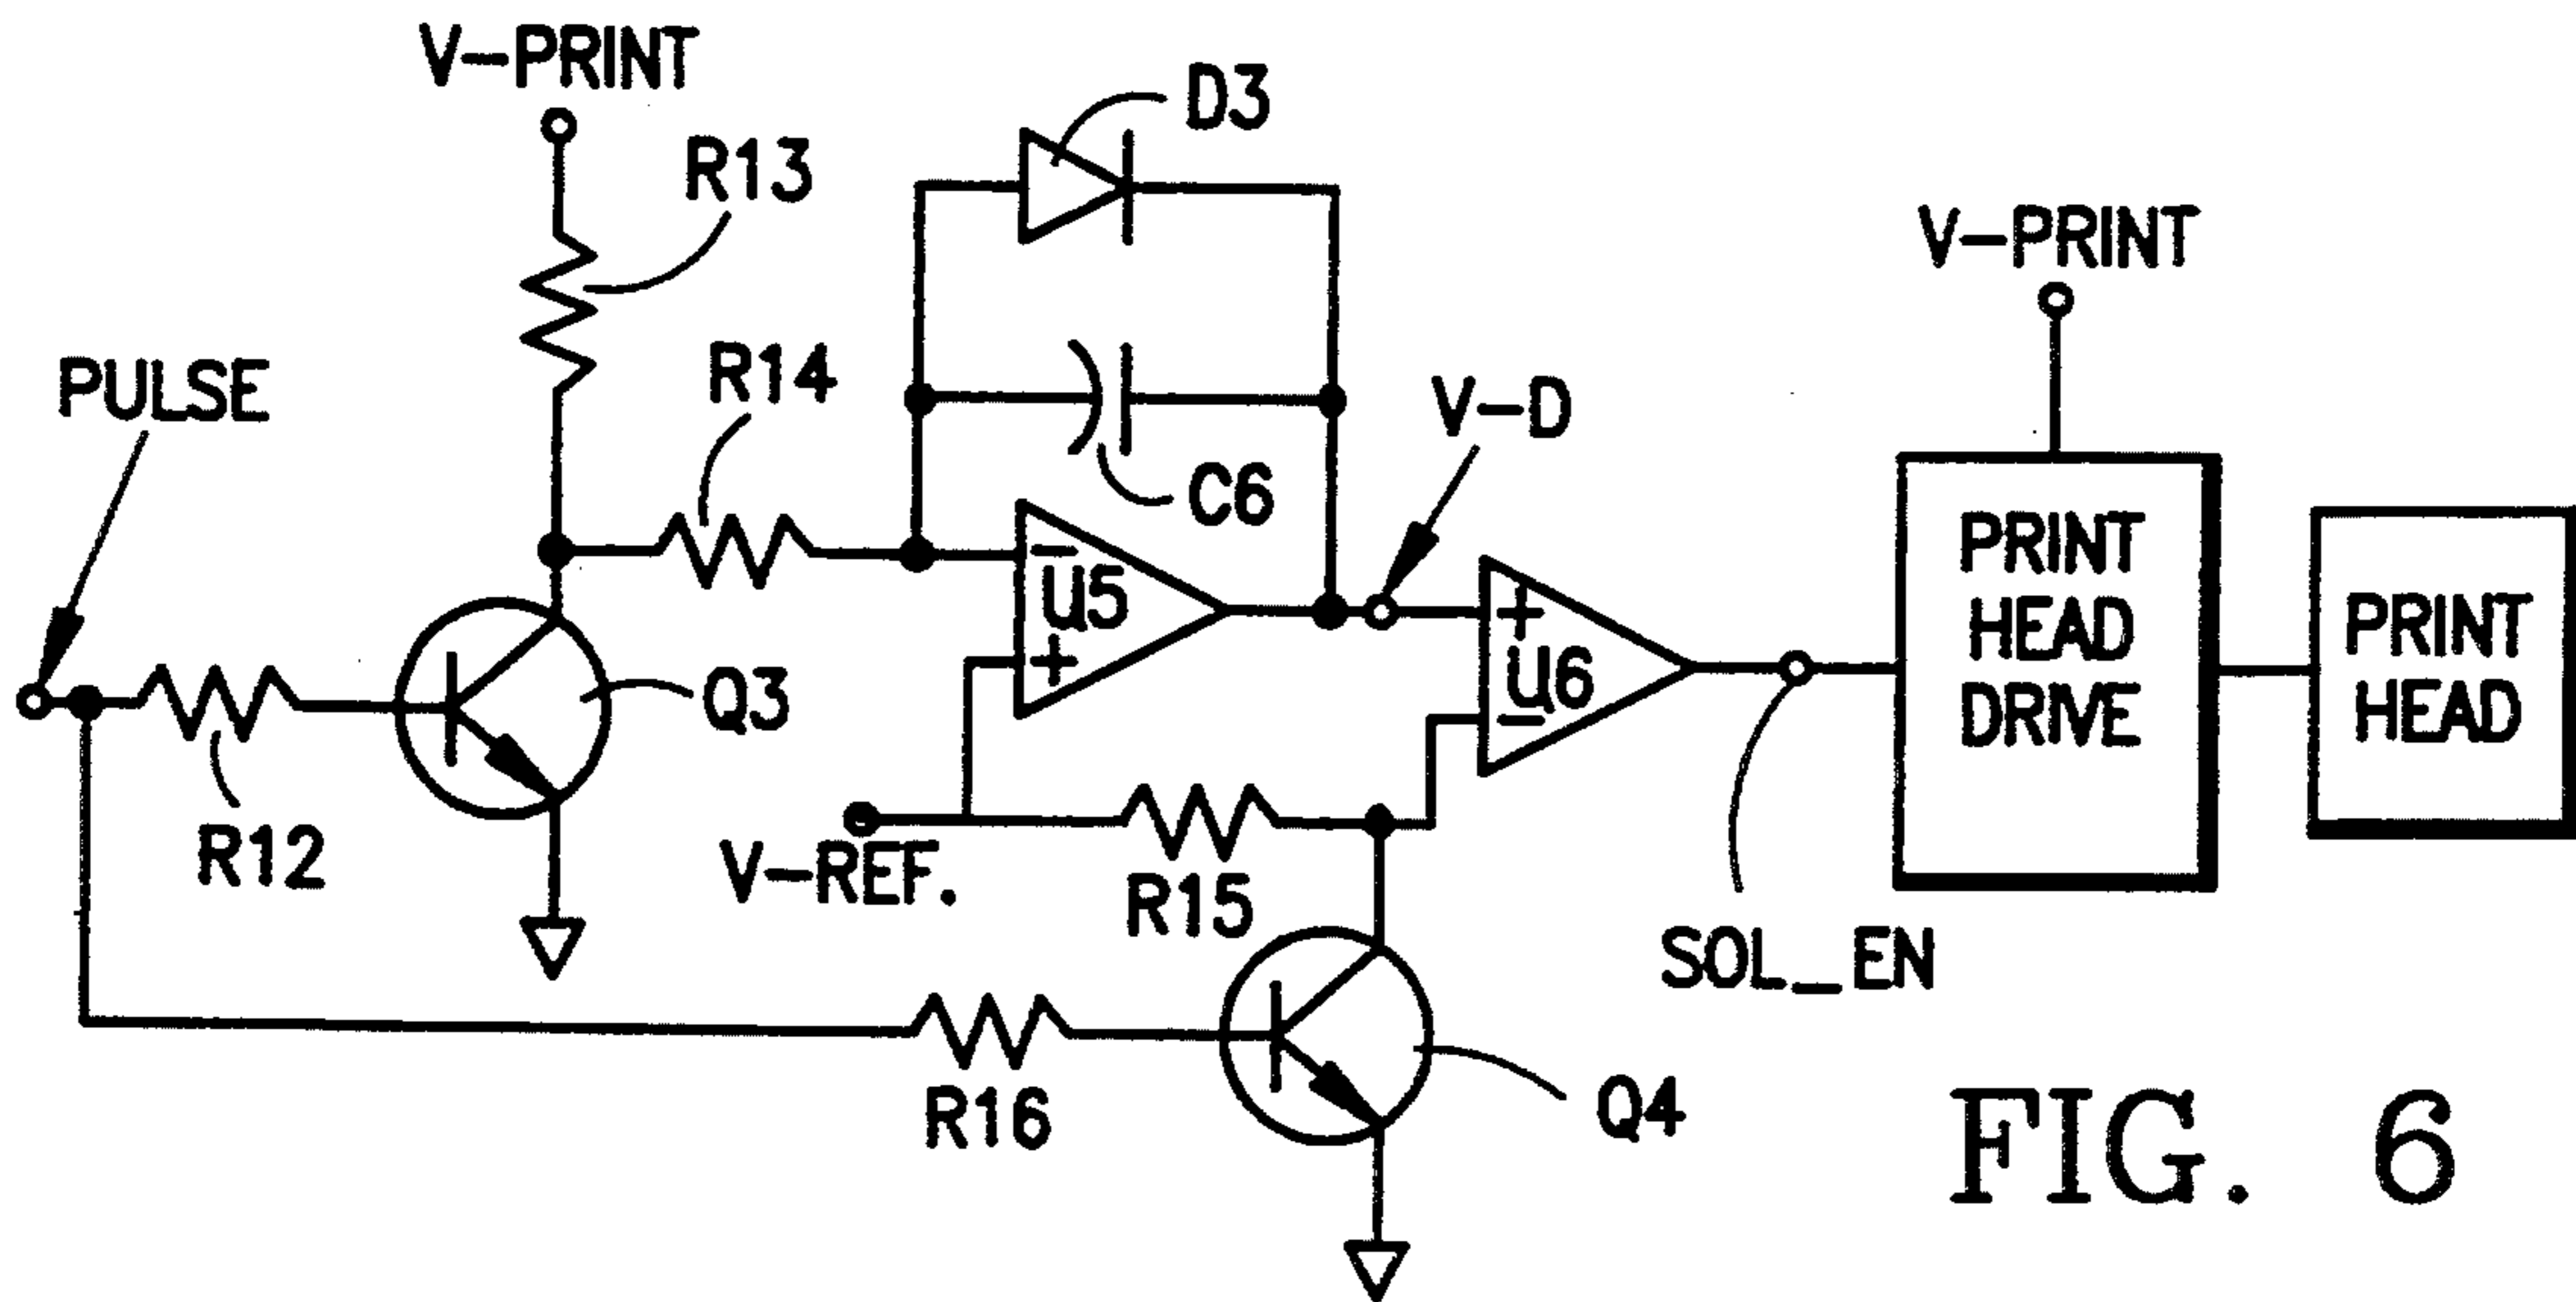 V-PRINT
D3
R13
V-PRINT
R14
PULSE
V-D
C6
-
u5
+
+
u6
-
PRINT
HEAD
DRIVE
PRINT
HEAD
Q3
R12
V-REF.
R15
SOL_EN
R16
Q4
FIG. 6